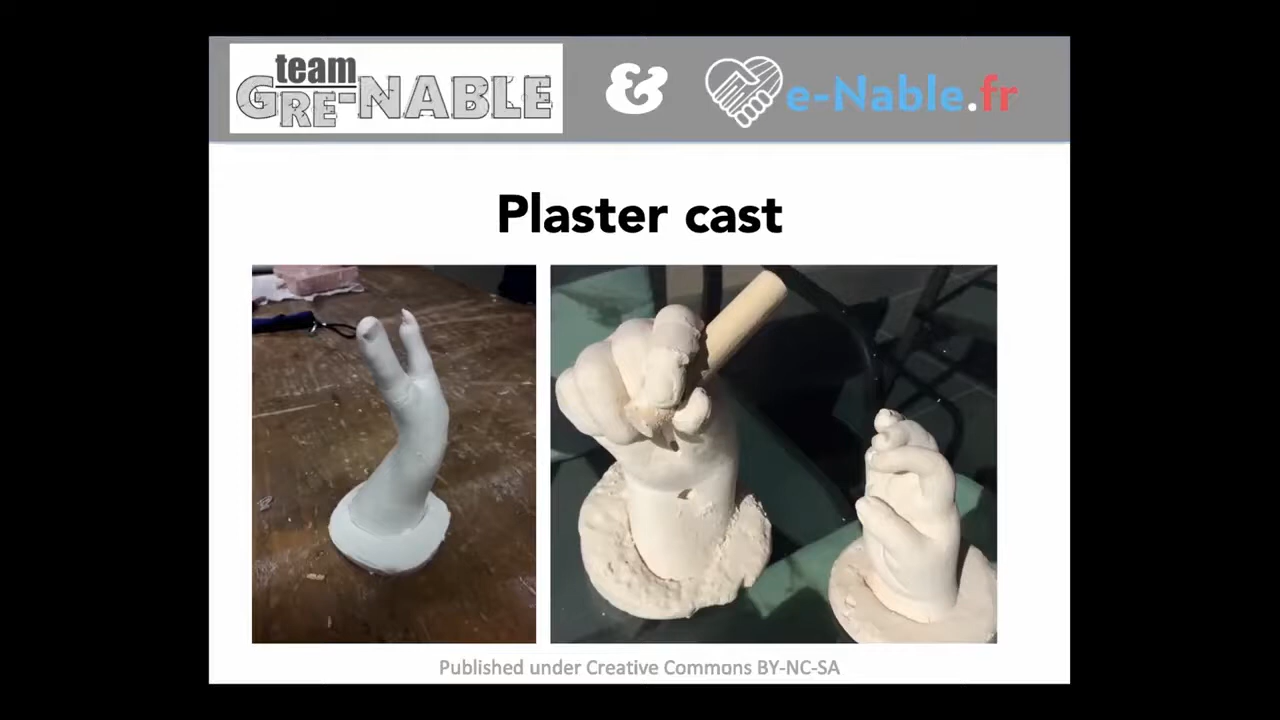 team
GRE-NABLE
&
e-Nable.fr
Plaster cast
Published under Creative Commons BY-NC-SA